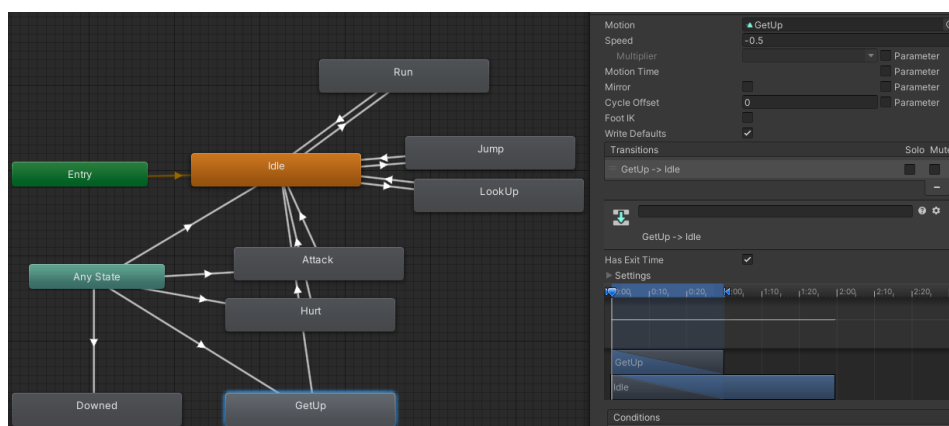 Run
Jump
Idle
Entry
LookUp
Attack
Any State
Hurt
Downed
GetUp
Motion
GetUp
Speed
-0.5
Multiplier
Parameter
Motion Time
Parameter
Mirror
Parameter
Cycle Offset
0
Parameter
Foot IK
Write Defaults
Transitions
Solo Mute
GetUp -> Idle
GetUp -> Idle
Has Exit Time
Settings
0:00, 0:10, 0:20, 1:00, 1:10, 1:20, 2:00, 2:10, 2:20,
GetUp
Idle
Conditions